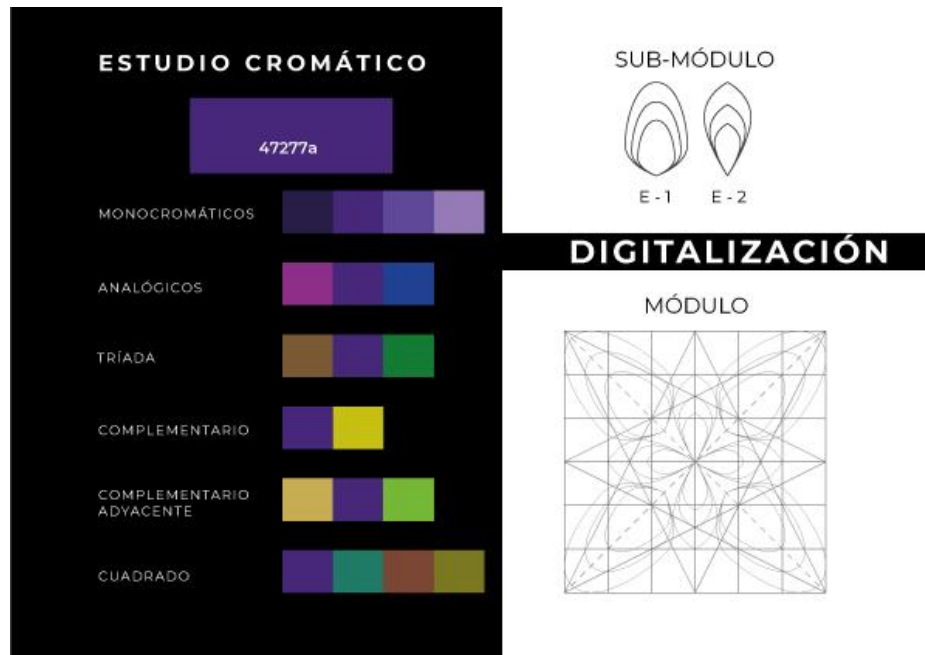 ESTUDIO CROMÁTICO
47277a
MONOCROMÁTICOS
ANALÓGICOS
TRÍADA
COMPLEMENTARIO
COMPLEMENTARIO
ADYACENTE
CUADRADO
SUB-MÓDULO
E - 1 E - 2
DIGITALIZACIÓN
MÓDULO